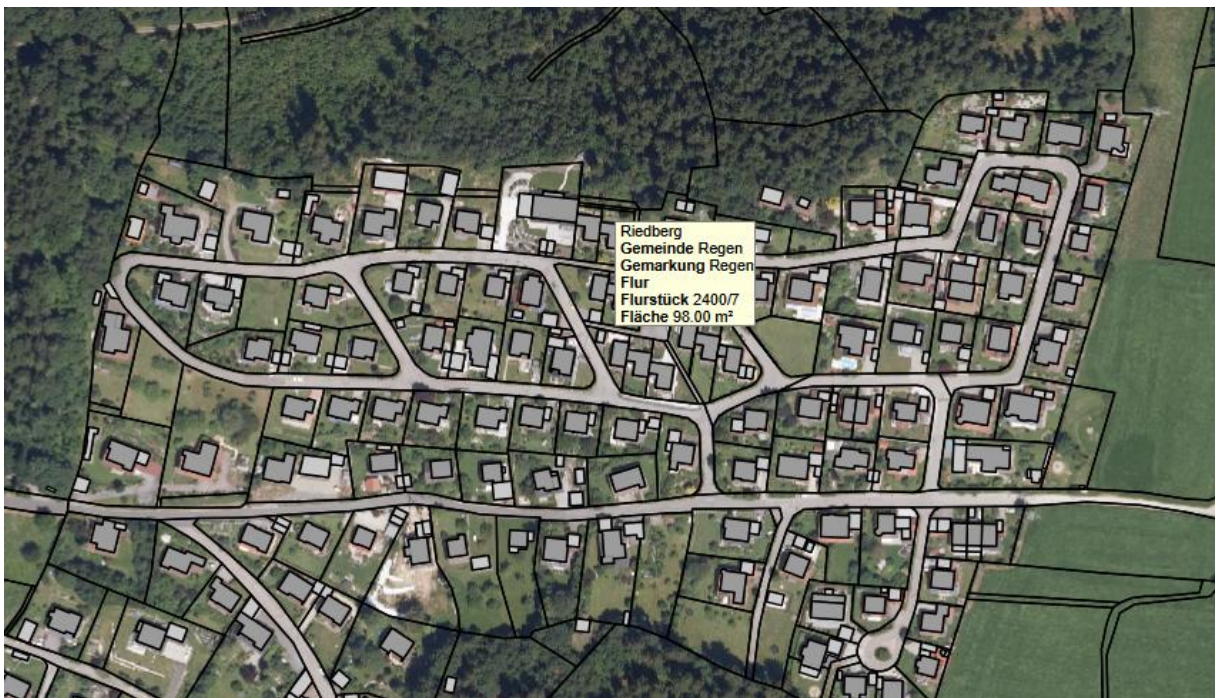 Riedberg
Gemeinde Regen
Gemarkung Regen
Flur
Flurstück 2400/7
Fläche 98.00 m²